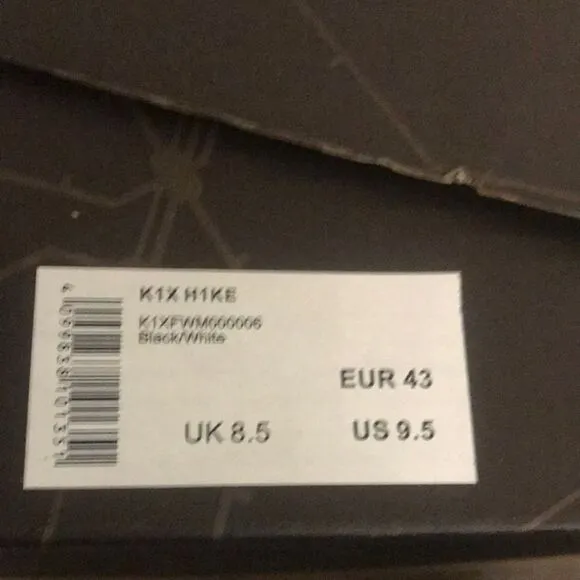 K1X H1KE
K1XFWM000006
Black/White
EUR 43
UK 8.5
US 9.5